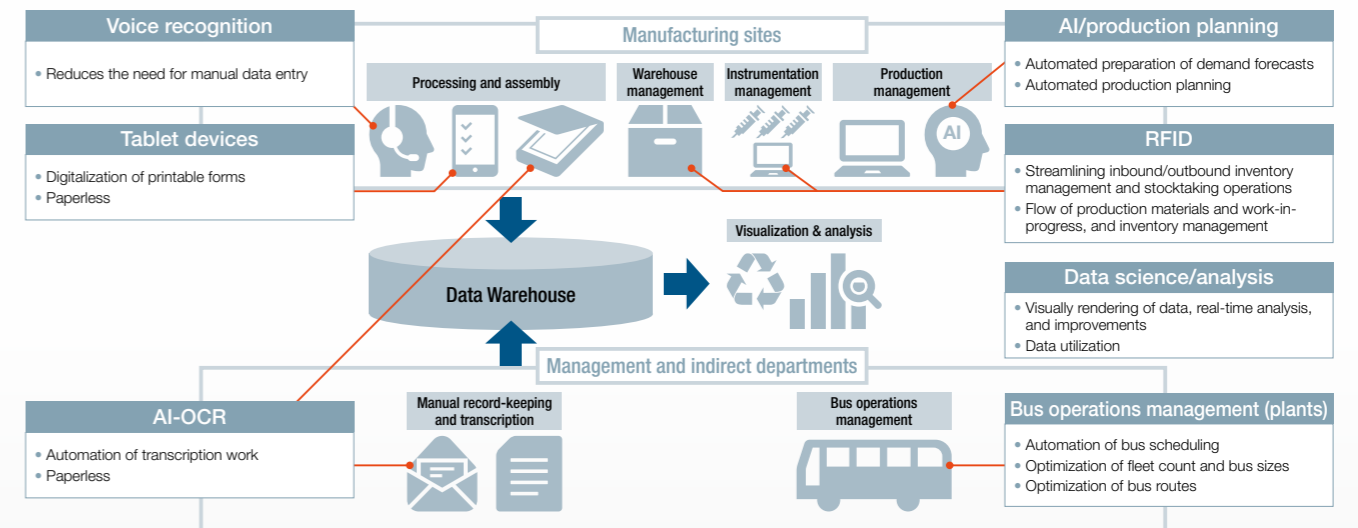 Voice recognition
• Reduces the need for manual data entry
Tablet devices
• Digitalization of printable forms
• Paperless
Manufacturing sites
Processing and assembly
Warehouse
management
Instrumentation
management
Production
management
AI
AI/production planning
• Automated preparation of demand forecasts
• Automated production planning
RFID
• Streamlining inbound/outbound inventory
management and stocktaking operations
• Flow of production materials and work-in-
progress, and inventory management
Data Warehouse
Visualization & analysis
Data science/analysis
• Visually rendering of data, real-time analysis,
and improvements
• Data utilization
Management and indirect departments
AI-OCR
• Automation of transcription work
• Paperless
Manual record-keeping
and transcription
Bus operations
management
Bus operations management (plants)
• Automation of bus scheduling
• Optimization of fleet count and bus sizes
• Optimization of bus routes